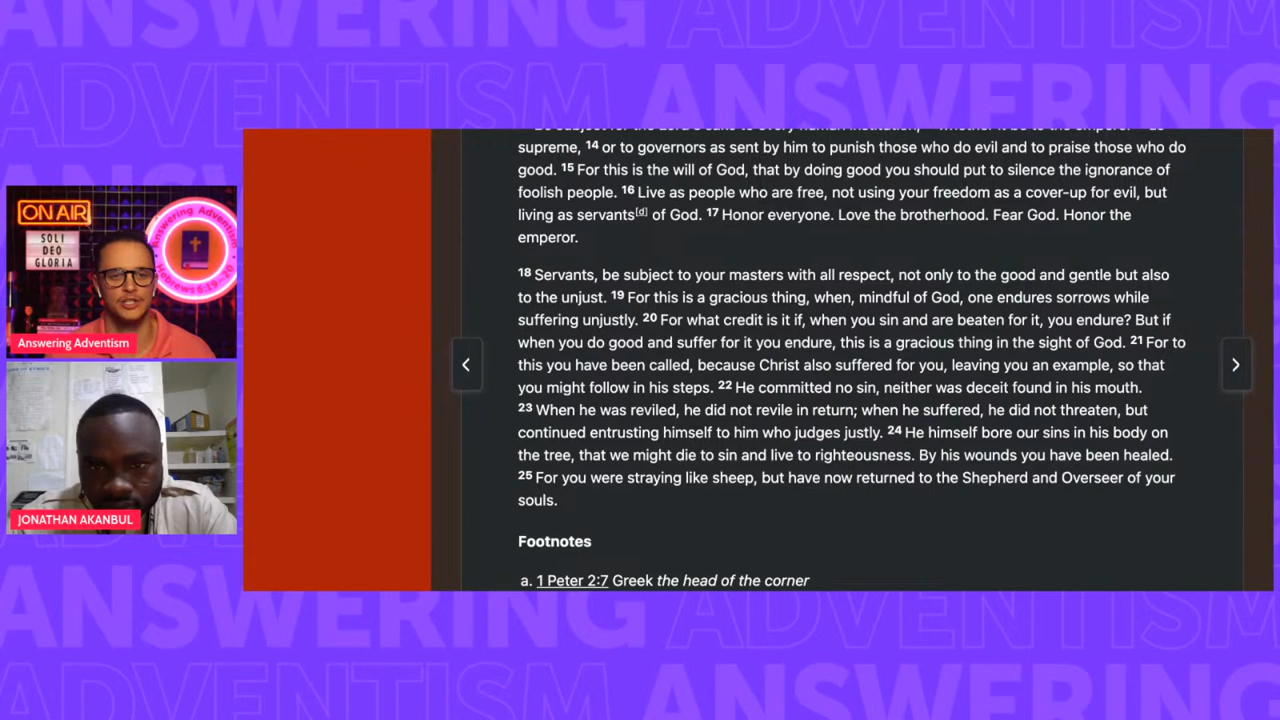 ANSWERING ADVENTISM
ADVENTISM ANSWERING
supreme, 14 or to governors as sent by him to punish those who do evil and to praise those who do
good. 15 For this is the will of God, that by doing good you should put to silence the ignorance of
foolish people. 16 Live as people who are free, not using your freedom as a cover-up for evil, but
living as servants[d] of God. 17 Honor everyone. Love the brotherhood. Fear God. Honor the
emperor.
18 Servants, be subject to your masters with all respect, not only to the good and gentle but also
to the unjust. 19 For this is a gracious thing, when, mindful of God, one endures sorrows while
suffering unjustly. 20 For what credit is it if, when you sin and are beaten for it, you endure? But if
when you do good and suffer for it you endure, this is a gracious thing in the sight of God. 21 For to
this you have been called, because Christ also suffered for you, leaving you an example, so that
you might follow in his steps. 22 He committed no sin, neither was deceit found in his mouth.
23 When he was reviled, he did not revile in return; when he suffered, he did not threaten, but
continued entrusting himself to him who judges justly. 24 He himself bore our sins in his body on
the tree, that we might die to sin and live to righteousness. By his wounds you have been healed.
25 For you were straying like sheep, but have now returned to the Shepherd and Overseer of your
souls.
Footnotes
a. 1 Peter 2:7 Greek the head of the corner
ON AIR
SOLI
DEO
GLORIA
Answering Adventism
Hebrews 6:19-20
Answering Adventism
JONATHAN AKANBUL
ANSWERING ADVENTISM
ADVENTISM ANSWERING